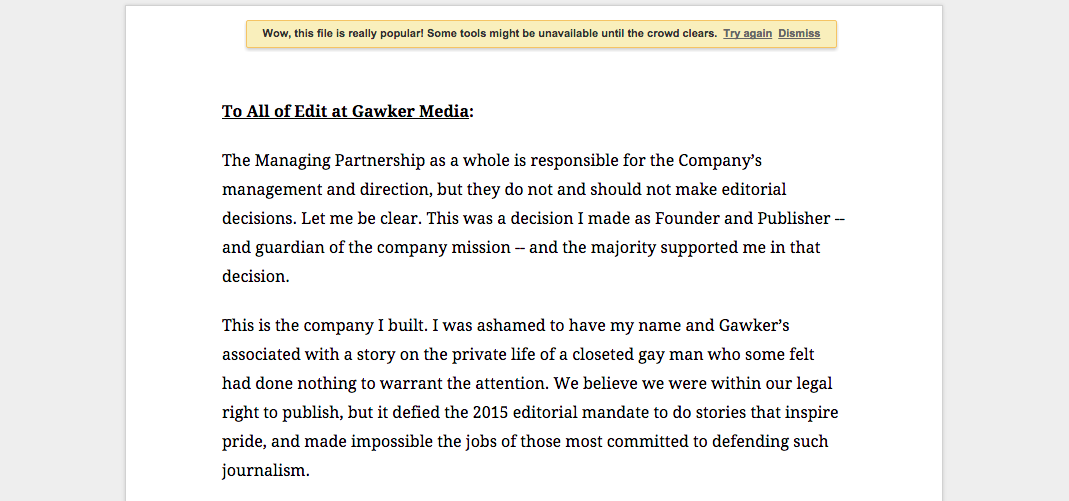 Wow, this file is really popular! Some tools might be unavailable until the crowd clears. Try again Dismiss
To All of Edit at Gawker Media:
The Managing Partnership as a whole is responsible for the Company’s
management and direction, but they do not and should not make editorial
decisions. Let me be clear. This was a decision I made as Founder and Publisher --
and guardian of the company mission -- and the majority supported me in that
decision.
This is the company I built. I was ashamed to have my name and Gawker’s
associated with a story on the private life of a closeted gay man who some felt
had done nothing to warrant the attention. We believe we were within our legal
right to publish, but it defied the 2015 editorial mandate to do stories that inspire
pride, and made impossible the jobs of those most committed to defending such
journalism.